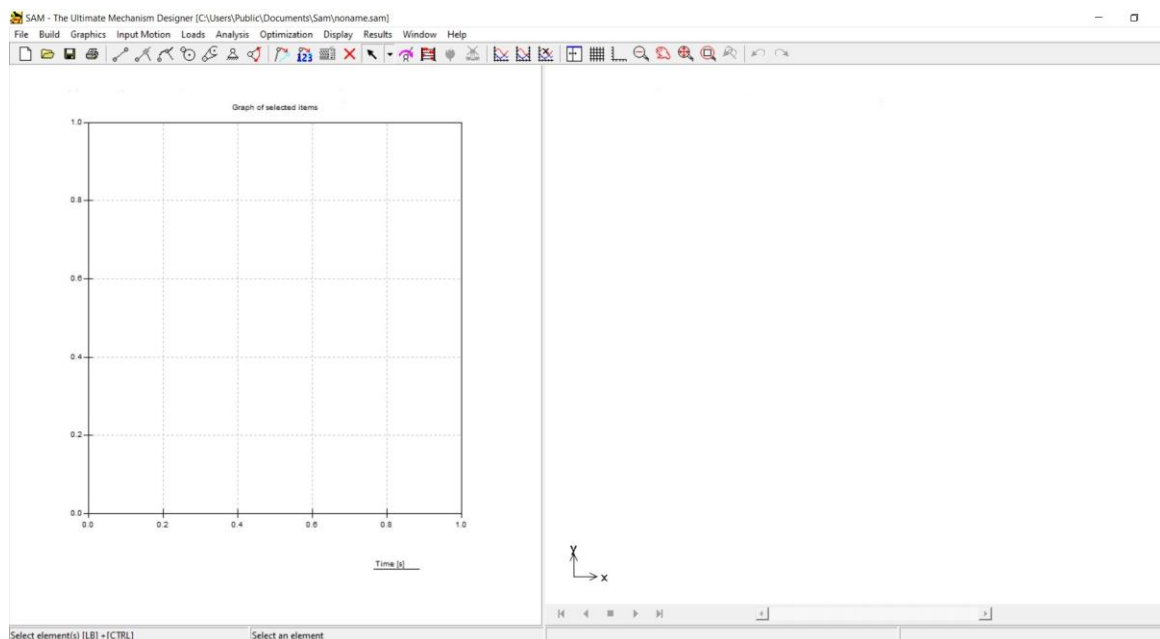 SAM - The Ultimate Mechanism Designer [C:\Users\Public\Documents\Sam\noname.sam]
File Build Graphics Input Motion Loads Analysis Optimization Display Results Window Help
123
Graph of selected items
1.0
0.8
0.6
0.4
0.2
0.0
0.0 0.2 0.4 0.6 0.8 1.0
Time [s]
y
x
Select element(s) [LB] +[CTRL] Select an element